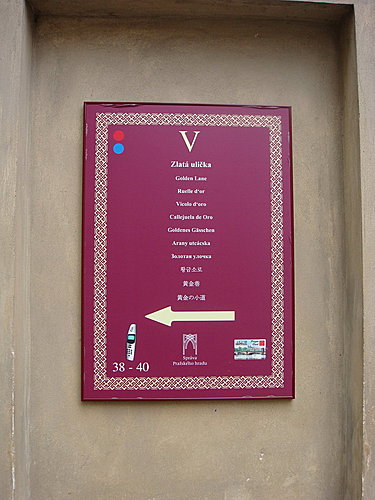 V
Zlatá ulička
Golden Lane
Ruelle d'or
Vicolo d'oro
Callejuela de Oro
Goldenes Gässchen
Arany utcácska
Золотая улочка
황금소로
黄金巷
黄金の小道
38 - 40
Správa
Pražského hradu